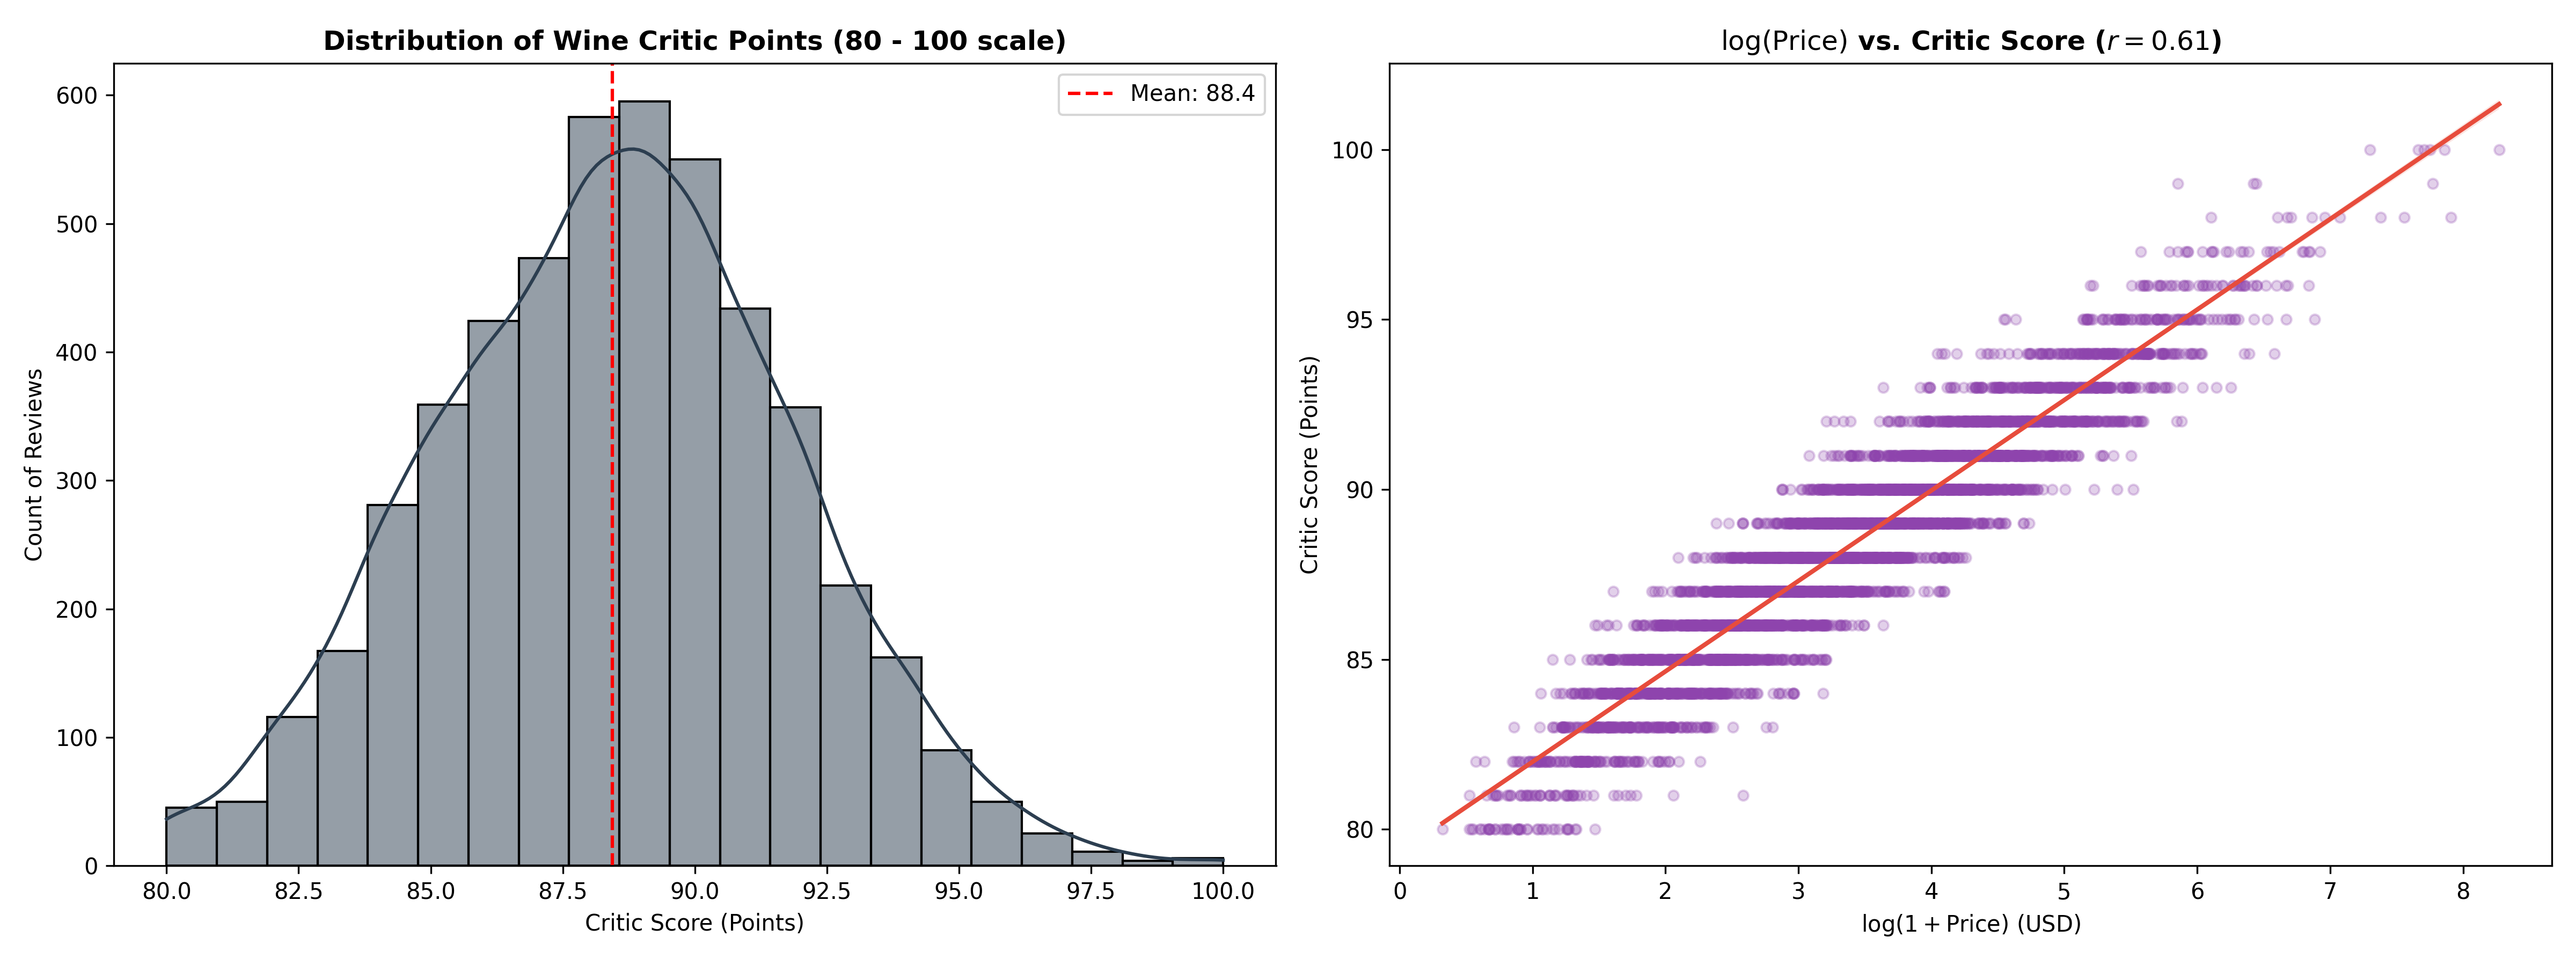 Distribution of Wine Critic Points (80 - 100 scale)
Mean: 88.4
Count of Reviews
600
500
400
300
200
100
0
80.0 82.5 85.0 87.5 90.0 92.5 95.0 97.5 100.0
Critic Score (Points)
log(Price) vs. Critic Score (r = 0.61)
Critic Score (Points)
100
95
90
85
80
0 1 2 3 4 5 6 7 8
log(1 + Price) (USD)